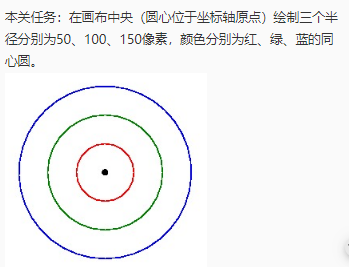 本关任务：在画布中央（圆心位于坐标轴原点）绘制三个半
径分别为50、100、150像素，颜色分别为红、绿、蓝的同
心圆。